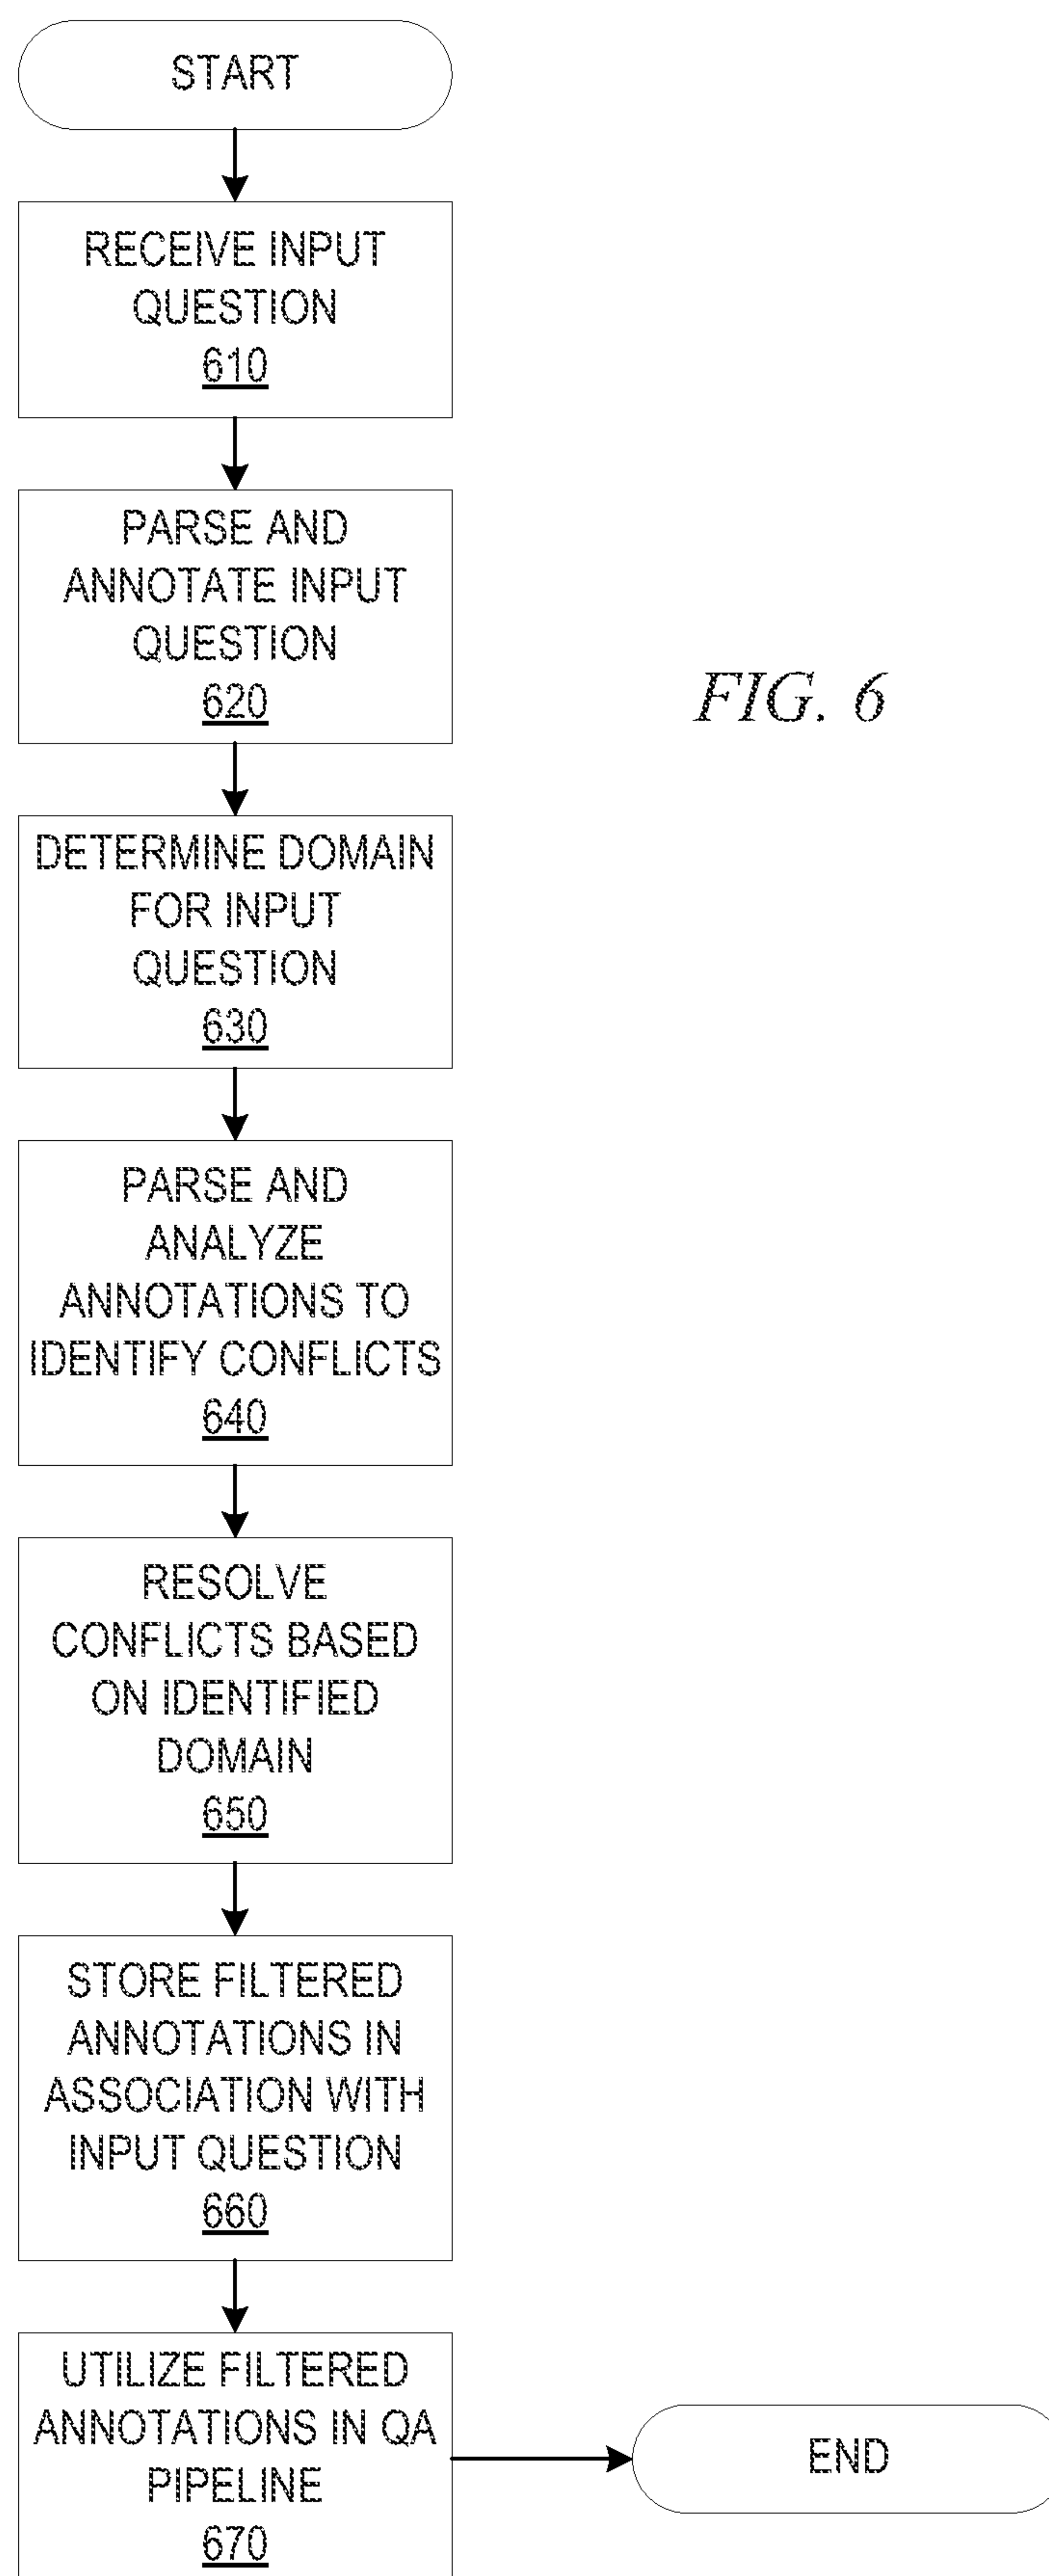 START
RECEIVE INPUT
QUESTION
610
PARSE AND
ANNOTATE INPUT
QUESTION
620
FIG. 6
DETERMINE DOMAIN
FOR INPUT
QUESTION
630
PARSE AND
ANALYZE
ANNOTATIONS TO
IDENTIFY CONFLICTS
640
RESOLVE
CONFLICTS BASED
ON IDENTIFIED
DOMAIN
650
STORE FILTERED
ANNOTATIONS IN
ASSOCIATION WITH
INPUT QUESTION
660
UTILIZE FILTERED
ANNOTATIONS IN QA
PIPELINE
670
END